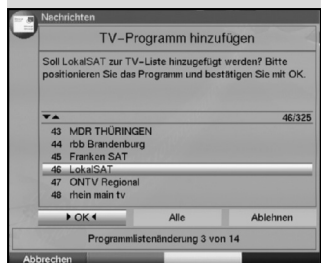 Nachrichten
TV-Programm hinzufügen
Soll LokalSAT zur TV-Liste hinzugefügt werden? Bitte
positionieren Sie das Programm und bestätigen Sie mit OK.
46/325
43 MDR THÜRINGEN
44 rbb Brandenburg
45 Franken SAT
46 LokalSAT
47 ONTV Regional
48 rhein main tv
OK Alle Ablehnen
Programmlistenänderung 3 von 14
Abbrechen